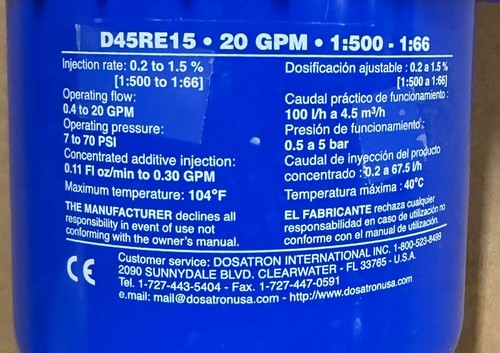 D45RE15 • 20 GPM • 1:500 - 1:66
Injection rate: 0.2 to 1.5 %
[1:500 to 1:66]
Operating flow:
0.4 to 20 GPM
Operating pressure:
7 to 70 PSI
Concentrated additive injection:
0.11 Fl oz/min to 0.30 GPM
Maximum temperature: 104°F
THE MANUFACTURER declines all
responsibility in event of use not
conforming with the owner's manual.
Dosificación ajustable : 0.2 a 1.5 %
[1:500 a 1:66]
Caudal práctico de funcionamiento :
100 l/h a 4.5 m³/h
Presión de funcionamiento :
0.5 a 5 bar
Caudal de inyección del producto
concentrado : 0.2 a 67.5 l/h
Temperatura máxima : 40°C
EL FABRICANTE rechaza cualquier
responsabilidad en caso de utilización no
conforme con el manual de utilización.
CE
Customer service: DOSATRON INTERNATIONAL INC. 1-800-523-8499
2090 SUNNYDALE BLVD. CLEARWATER - FL 33765 - U.S.A.
Tel. 1-727-443-5404 - Fax. 1-727-447-0591
e.mail: mail@dosatronusa.com - http://www.dosatronusa.com